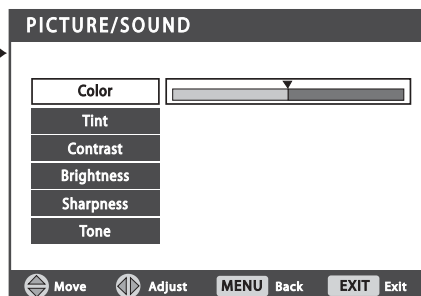 PICTURE/SOUND
Color
Tint
Contrast
Brightness
Sharpness
Tone
Move Adjust MENU Back EXIT Exit